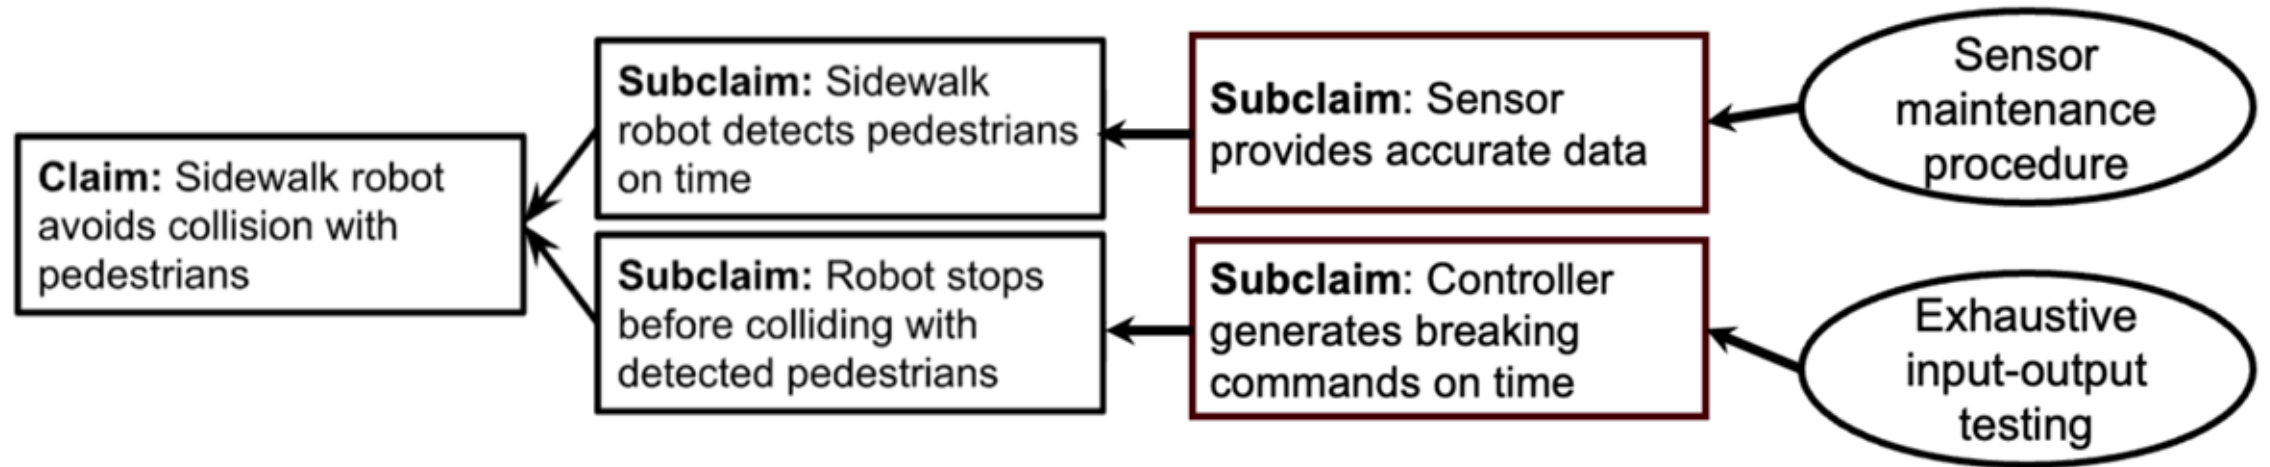 Claim: Sidewalk robot
avoids collision with
pedestrians
Subclaim: Sidewalk
robot detects pedestrians
on time
Subclaim: Robot stops
before colliding with
detected pedestrians
Subclaim: Sensor
provides accurate data
Subclaim: Controller
generates breaking
commands on time
Sensor
maintenance
procedure
Exhaustive
input-output
testing